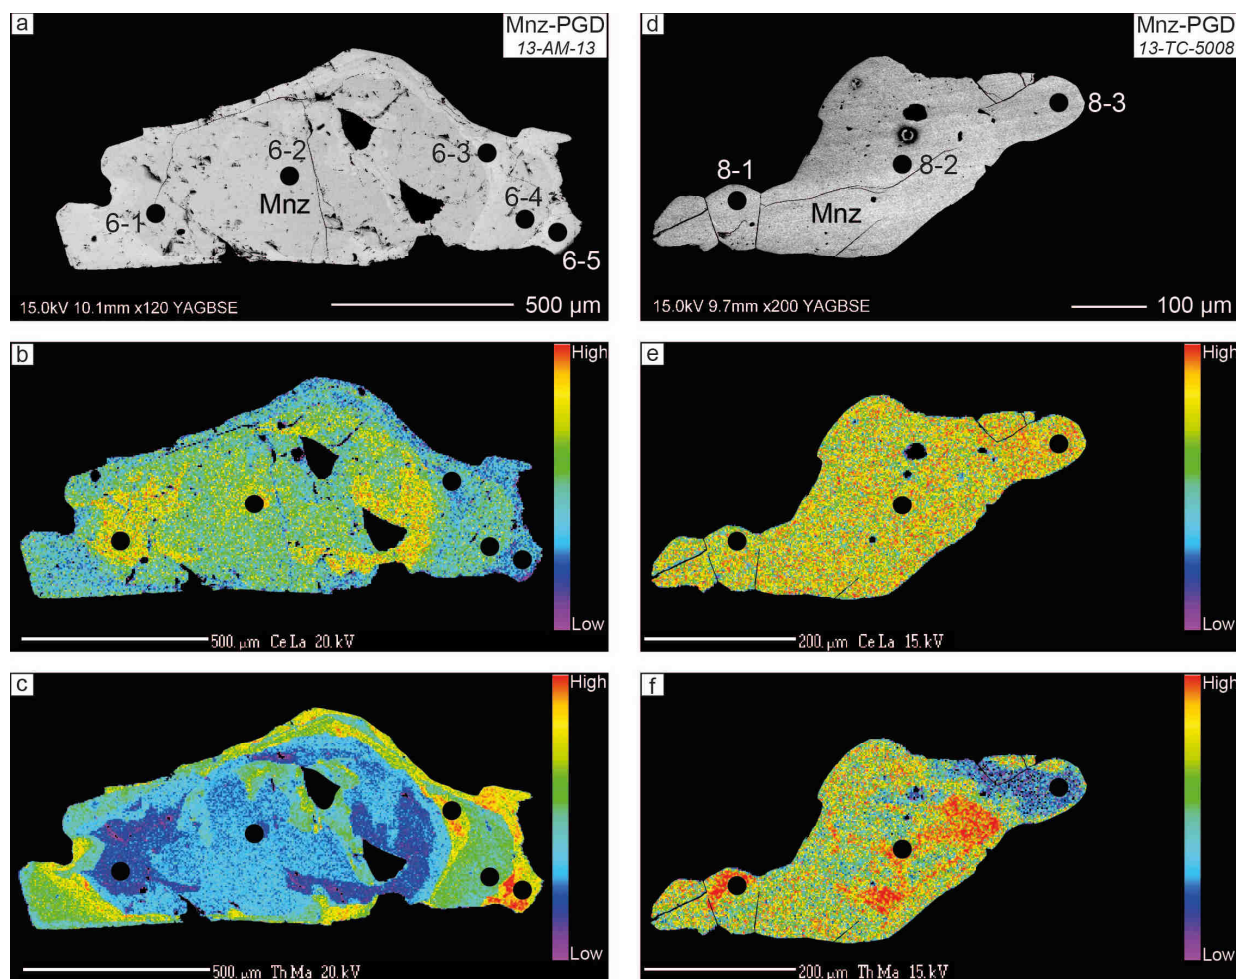 a
Mnz-PGD
13-AM-13
6-1
6-2
Mnz
6-3
6-4
6-5
15.0kV 10.1mm x120 YAGBSE
500 µm
d
Mnz-PGD
13-TC-5008
8-1
8-2
8-3
Mnz
15.0kV 9.7mm x200 YAGBSE
100 µm
b
High
Low
500. µm Ce La 20. kV
e
High
Low
200. µm Ce La 15. kV
c
High
Low
500. µm Th Ma 20. kV
f
High
Low
200. µm Th Ma 15. kV